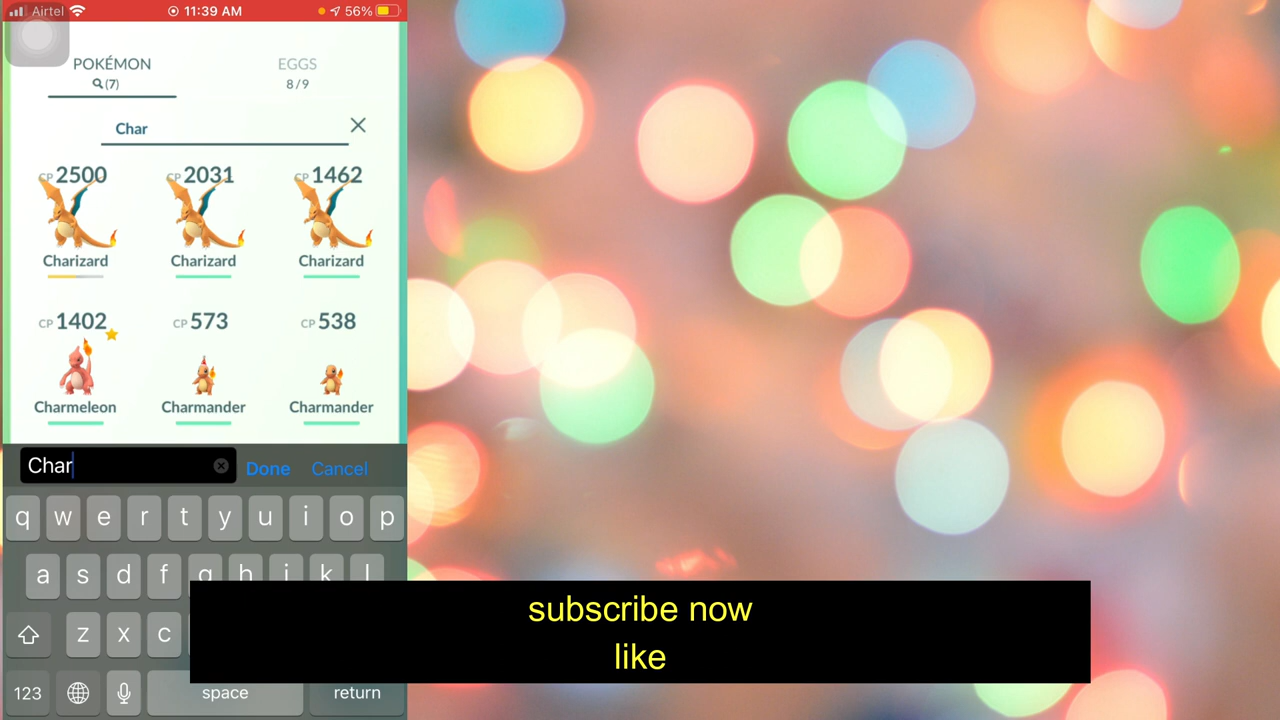 Airtel 11:39 AM 56%
POKÉMON EGGS
(7) 8/9
Char
CP 2500 CP 2031 CP 1462
Charizard Charizard Charizard
CP 1402 CP 573 CP 538
Charmeleon Charmander Charmander
Char Done Cancel
q w e r t y u i o p
a s d f g h j k l
z x c
subscribe now
like
123 space return